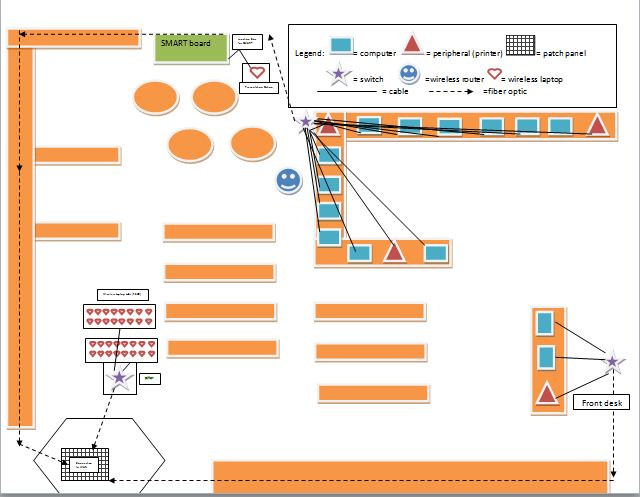 SMART board
Legend: = computer = peripheral (printer) = patch panel
= switch =wireless router = wireless laptop
= cable =fiber optic
Front desk